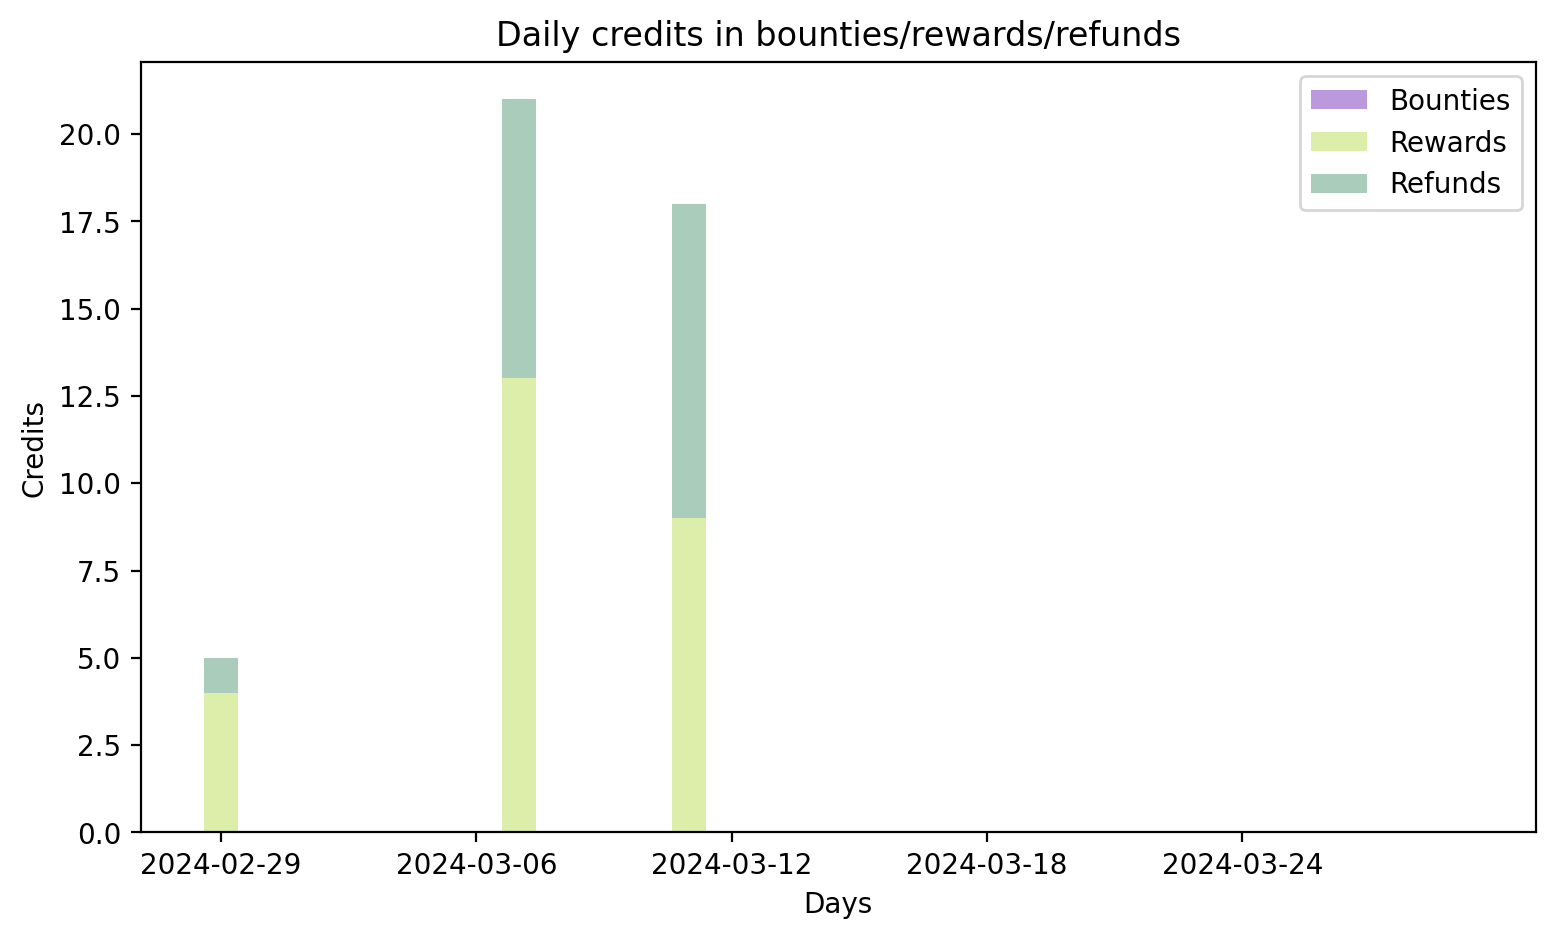 Daily credits in bounties/rewards/refunds
Bounties
Rewards
Refunds
Credits
20.0
17.5
15.0
12.5
10.0
7.5
5.0
2.5
0.0
2024-02-29 2024-03-06 2024-03-12 2024-03-18 2024-03-24
Days